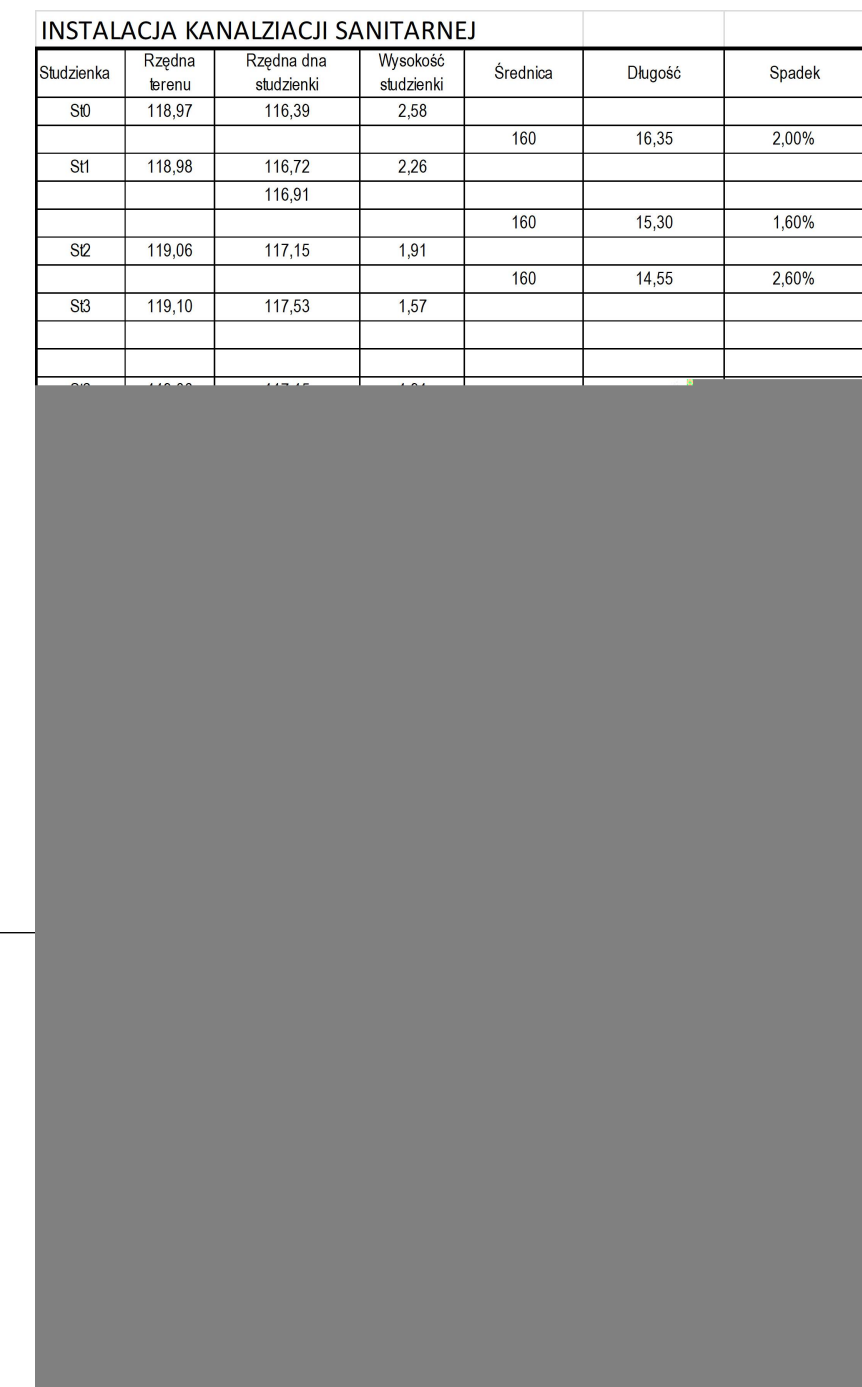 INSTALACJA KANALZIACJI SANITARNEJ
Studzienka Rzędna terenu Rzędna dna studzienki Wysokość studzienki Średnica Długość Spadek
St0 118,97 116,39 2,58
160 16,35 2,00%
St1 118,98 116,72 2,26
116,91
160 15,30 1,60%
St2 119,06 117,15 1,91
160 14,55 2,60%
St3 119,10 117,53 1,57